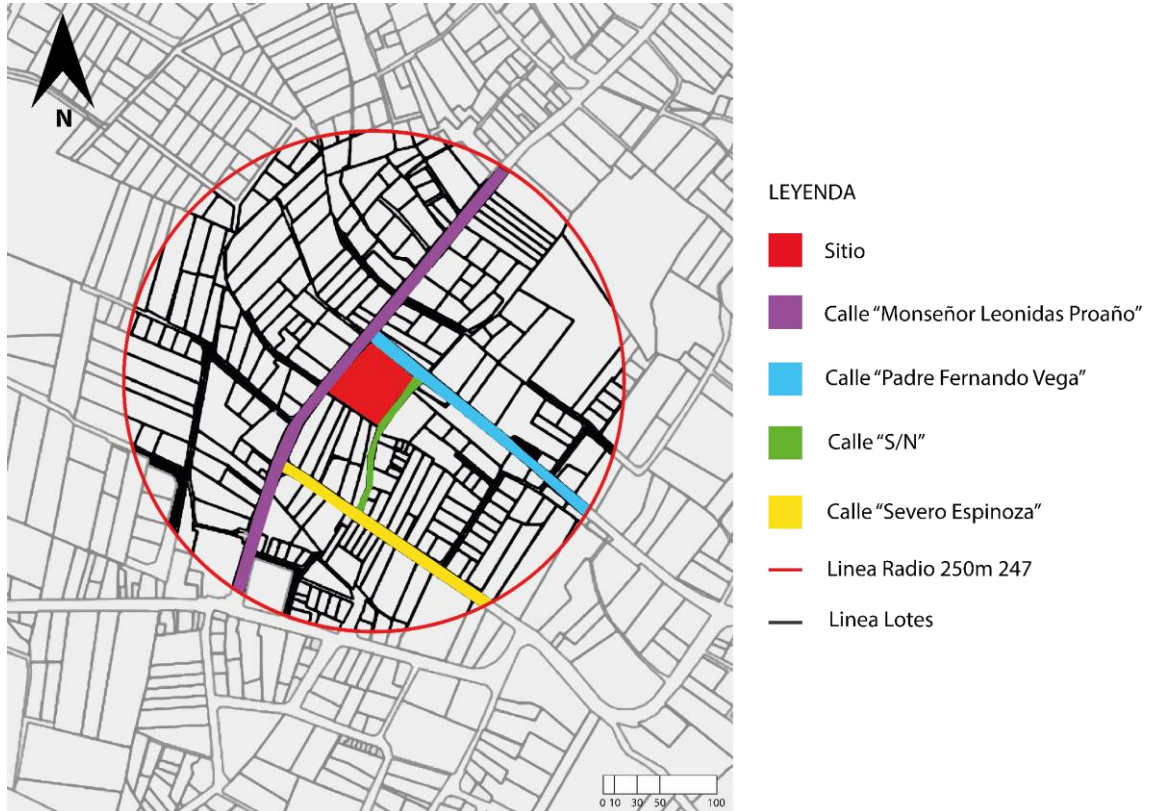 N
LEYENDA
Sitio
Calle “Monseñor Leonidas Proaño”
Calle “Padre Fernando Vega”
Calle “S/N”
Calle “Severo Espinoza”
Linea Radio 250m 247
Linea Lotes
0 10 30 50 100